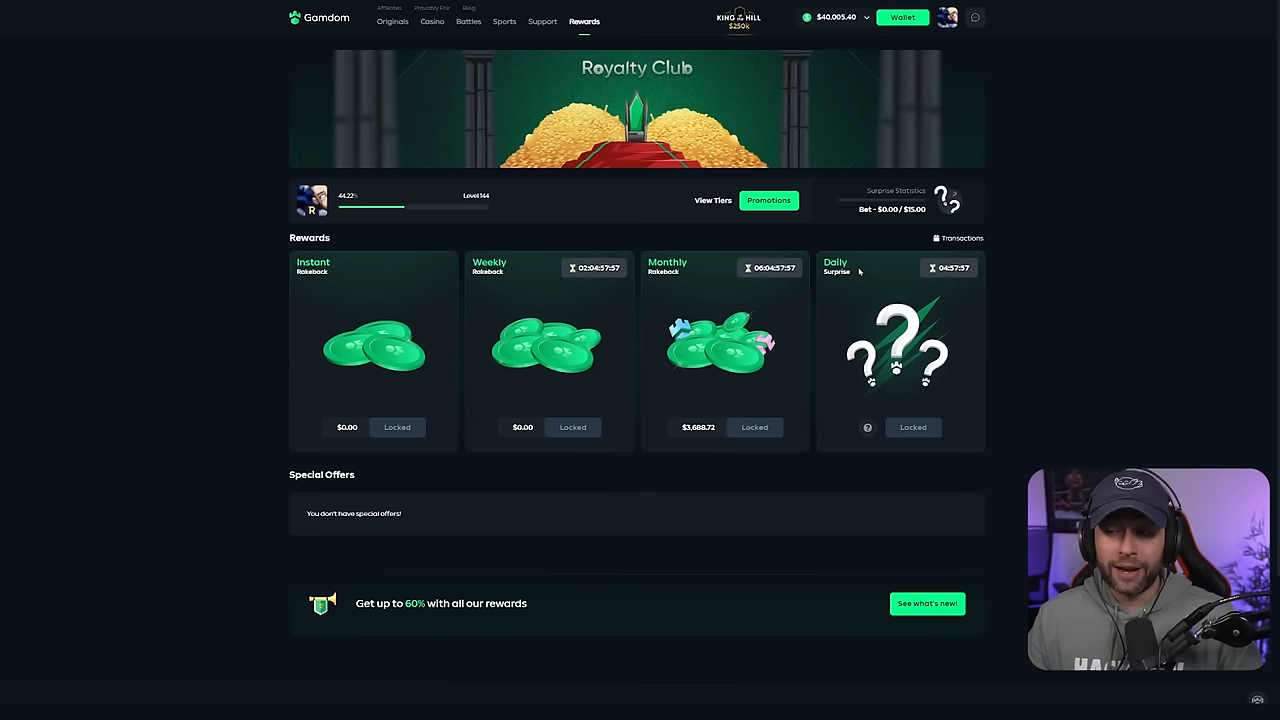 Affiliates Provably Fair Blog
Gamdom
Originals Casino Battles Sports Support Rewards
KING OF THE HILL
$250K
$40,005.40
Wallet
Royalty Club
44.22%
Level 144
R
View Tiers
Promotions
Surprise Statistics
Bet - $0.00 / $15.00
Rewards
Transactions
Instant
Rakeback
$0.00
Locked
Weekly
Rakeback
02:04:57:57
$0.00
Locked
Monthly
Rakeback
06:04:57:57
$3,688.72
Locked
Daily
Surprise
04:57:57
Locked
Special Offers
You don't have special offers!
Get up to 60% with all our rewards
See what's new!